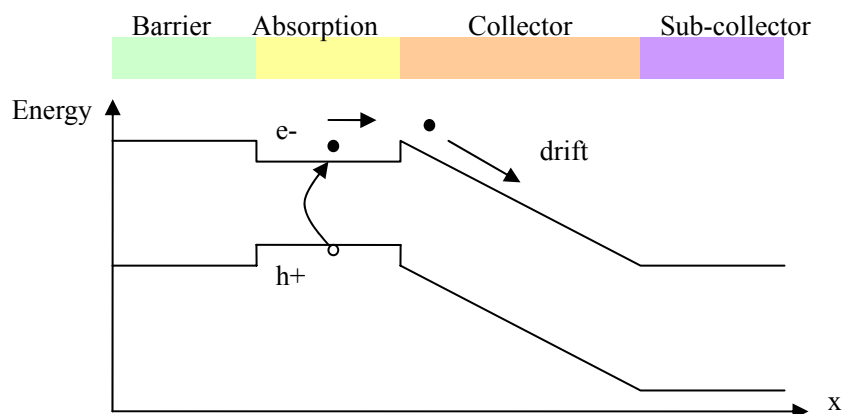 Barrier Absorption Collector Sub-collector
Energy
e-
drift
h+
x